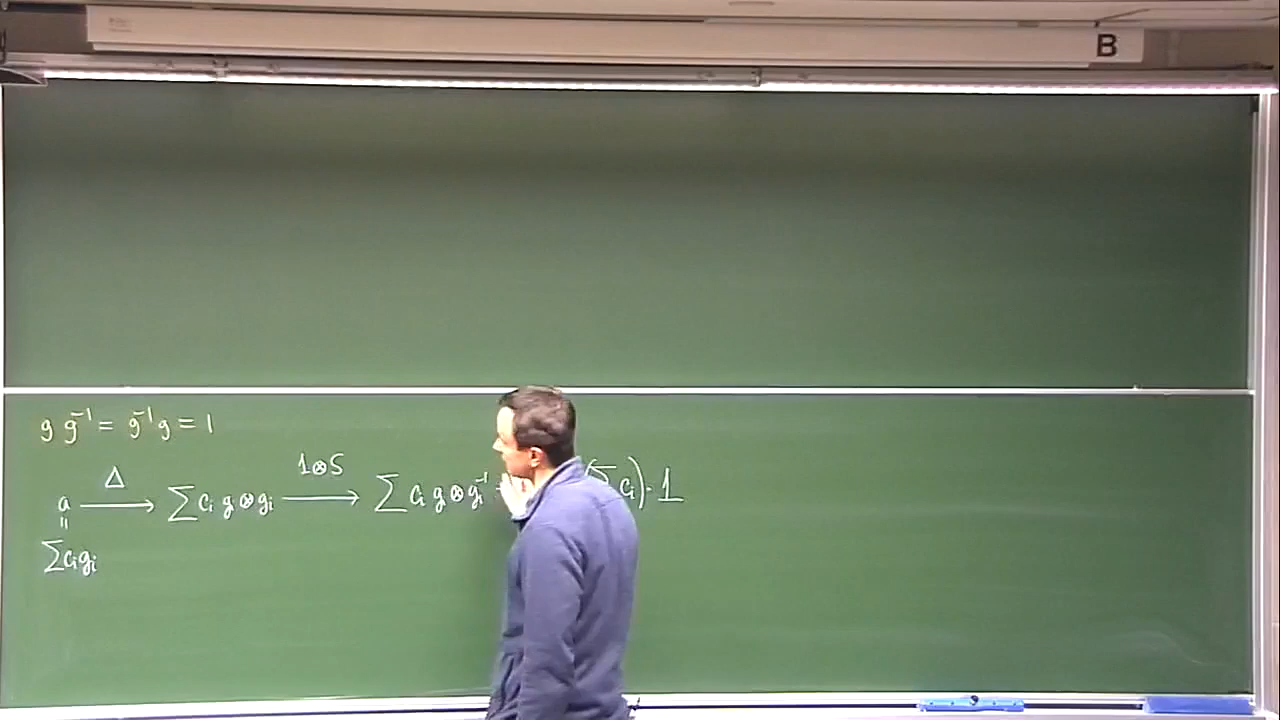 B
g g⁻¹ = g⁻¹ g = 1
a —Δ→ ∑ cᵢ g ⊗ gᵢ —1⊗S→ ∑ cᵢ g ⊗ gᵢ⁻¹ (∑ cᵢ) · 1
॥
∑ cᵢ gᵢ